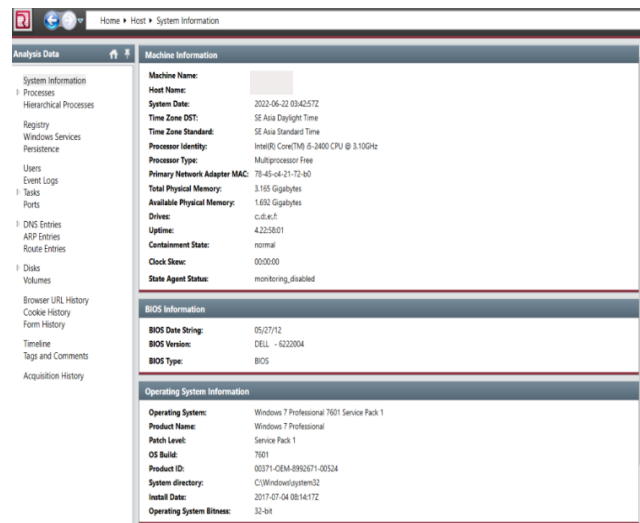 Home ▸ Host ▸ System Information
Analysis Data
System Information
Processes
Hierarchical Processes
Registry
Windows Services
Persistence
Users
Event Logs
Tasks
Ports
DNS Entries
ARP Entries
Route Entries
Disks
Volumes
Browser URL History
Cookie History
Form History
Timeline
Tags and Comments
Acquisition History
Machine Information
Machine Name:
Host Name:
System Date: 2022-06-22 03:42:57Z
Time Zone DST: SE Asia Daylight Time
Time Zone Standard: SE Asia Standard Time
Processor Identity: Intel(R) Core(TM) i5-2400 CPU @ 3.10GHz
Processor Type: Multiprocessor Free
Primary Network Adapter MAC: 78-45-c4-21-72-b0
Total Physical Memory: 3.165 Gigabytes
Available Physical Memory: 1.692 Gigabytes
Drives: c:,d:,e:,f:
Uptime: 4.22:58:01
Containment State: normal
Clock Skew: 00:00:00
State Agent Status: monitoring_disabled
BIOS Information
BIOS Date String: 05/27/12
BIOS Version: DELL - 6222004
BIOS Type: BIOS
Operating System Information
Operating System: Windows 7 Professional 7601 Service Pack 1
Product Name: Windows 7 Professional
Patch Level: Service Pack 1
OS Build: 7601
Product ID: 00371-OEM-8992671-00524
System directory: C:\Windows\system32
Install Date: 2017-07-04 08:14:17Z
Operating System Bitness: 32-bit